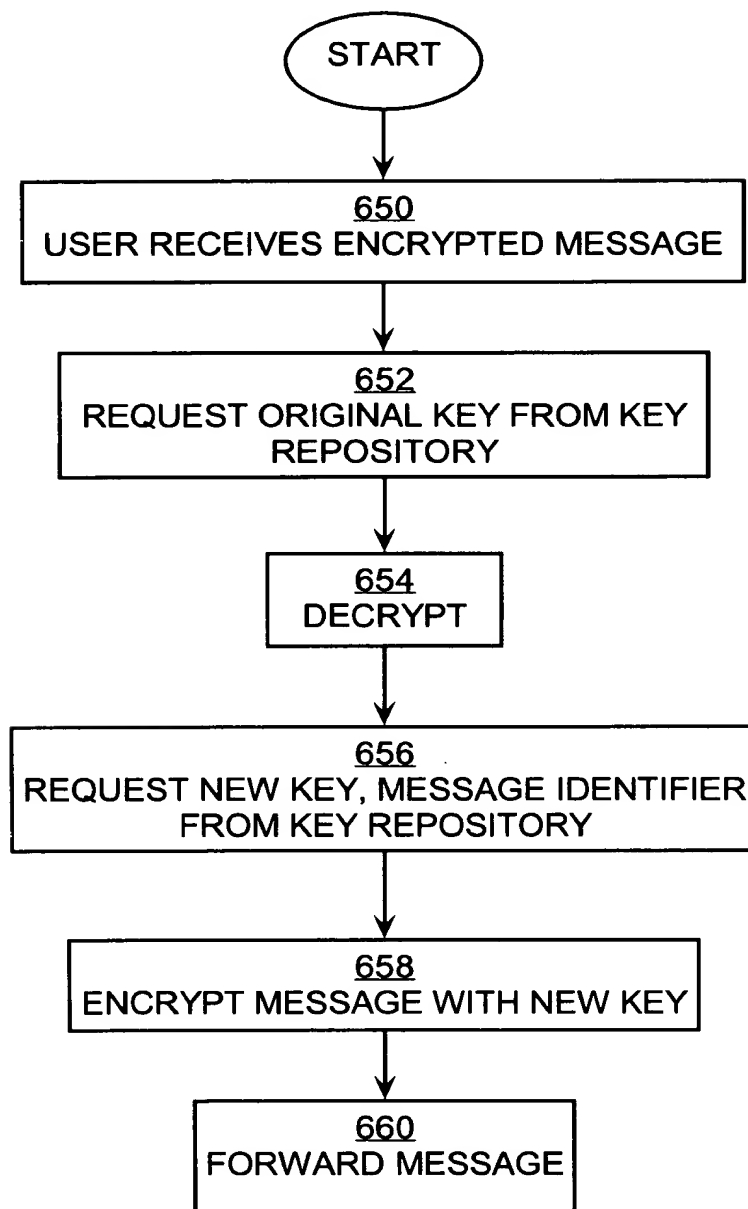 START
650
USER RECEIVES ENCRYPTED MESSAGE
652
REQUEST ORIGINAL KEY FROM KEY
REPOSITORY
654
DECRYPT
656
REQUEST NEW KEY, MESSAGE IDENTIFIER
FROM KEY REPOSITORY
658
ENCRYPT MESSAGE WITH NEW KEY
660
FORWARD MESSAGE